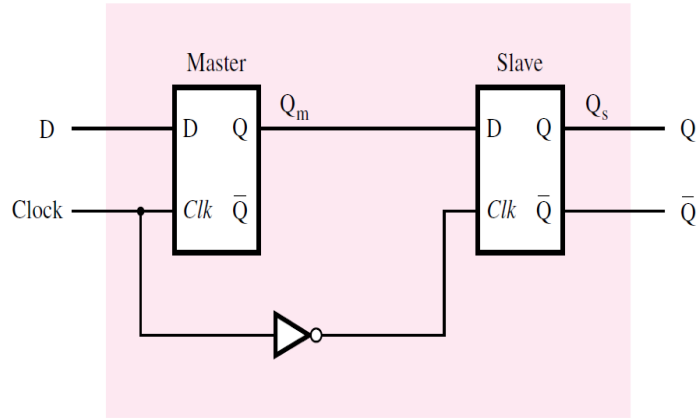 Master Slave
Qm Qs
D D Q D Q Q
Clock Clk Q̅ Clk Q̅ Q̅